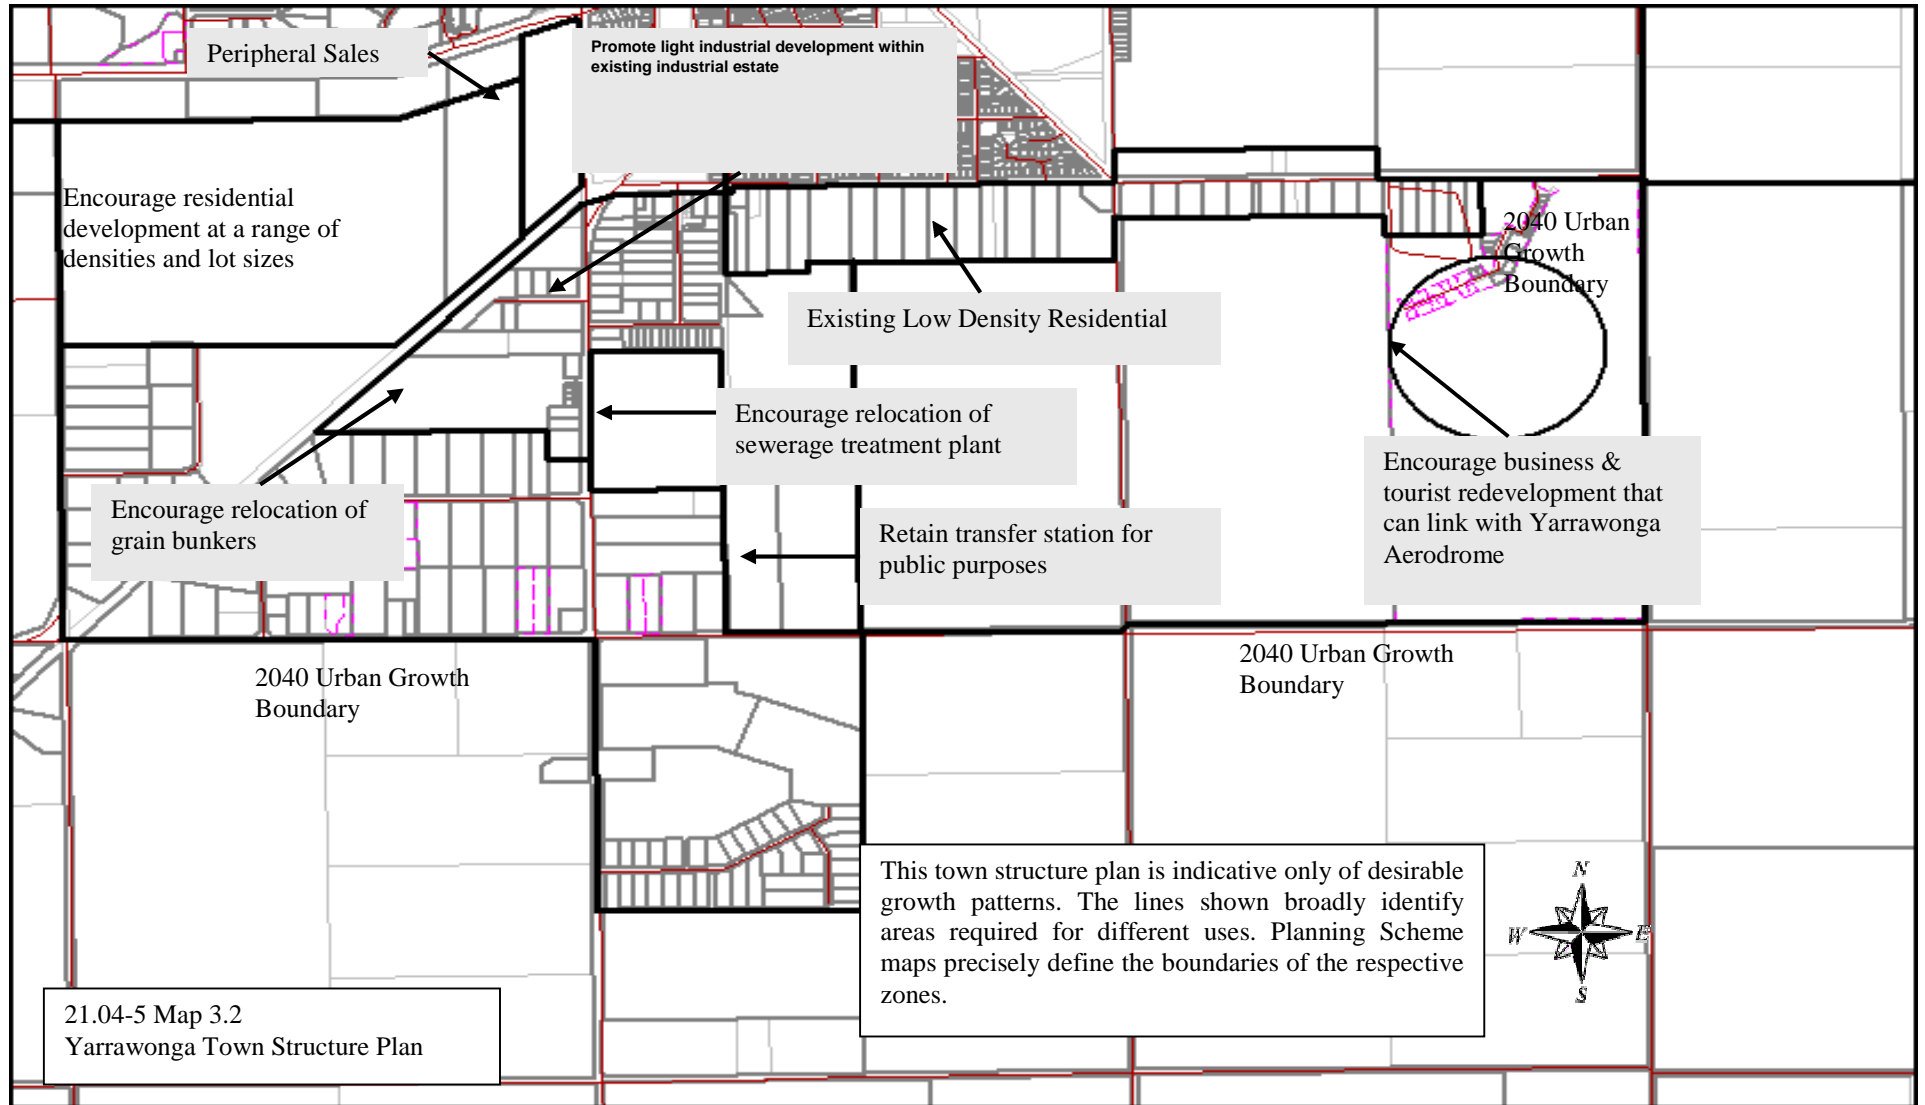 Peripheral Sales
Promote light industrial development within
existing industrial estate
Encourage residential
development at a range of
densities and lot sizes
2040 Urban
Growth
Boundary
Existing Low Density Residential
Encourage relocation of
sewerage treatment plant
Encourage business &
tourist redevelopment that
can link with Yarrawonga
Aerodrome
Encourage relocation of
grain bunkers
Retain transfer station for
public purposes
2040 Urban Growth
Boundary
2040 Urban Growth
Boundary
This town structure plan is indicative only of desirable
growth patterns. The lines shown broadly identify
areas required for different uses. Planning Scheme
maps precisely define the boundaries of the respective
zones.
N
W E
S
21.04-5 Map 3.2
Yarrawonga Town Structure Plan